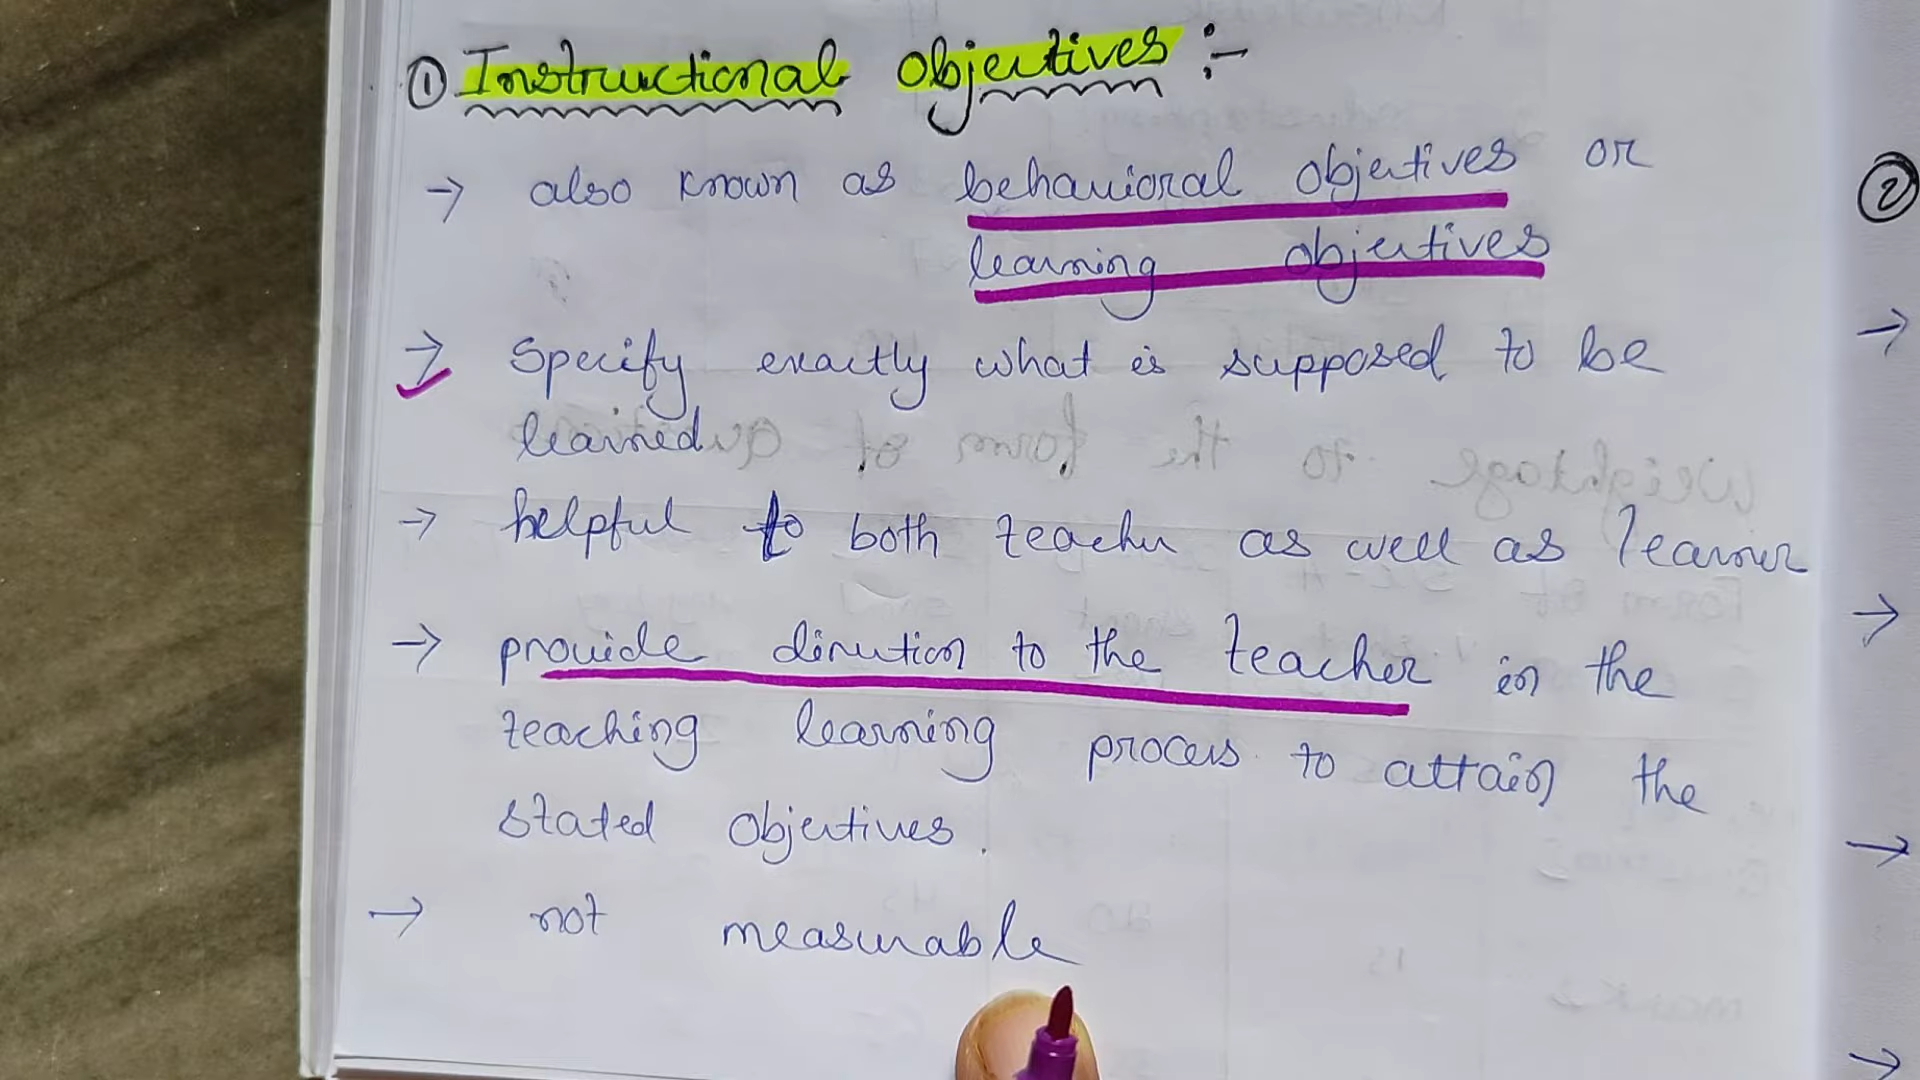 ① Instructional Objectives :-
→ also known as behavioral objectives or
learning objectives
→ Specify exactly what is supposed to be
learned
→ helpful to both teacher as well as learner
→ provide direction to the teacher in the
teaching learning process to attain the
stated objectives.
→ not measurable
②
→
→
→
→